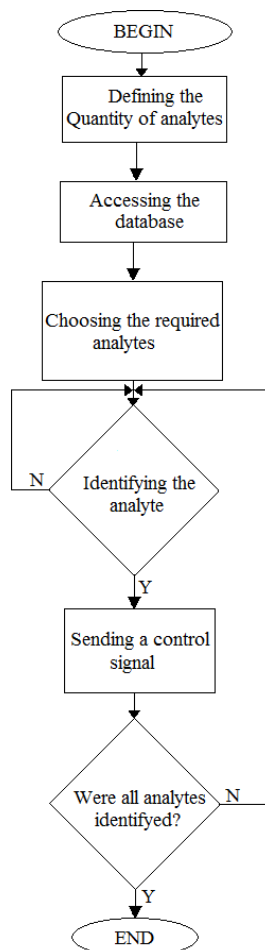 BEGIN
Defining the
Quantity of analytes
Accessing the
database
Choosing the required
analytes
N
Identifying the
analyte
Y
Sending a control
signal
Were all analytes
identifyed?
N
Y
END